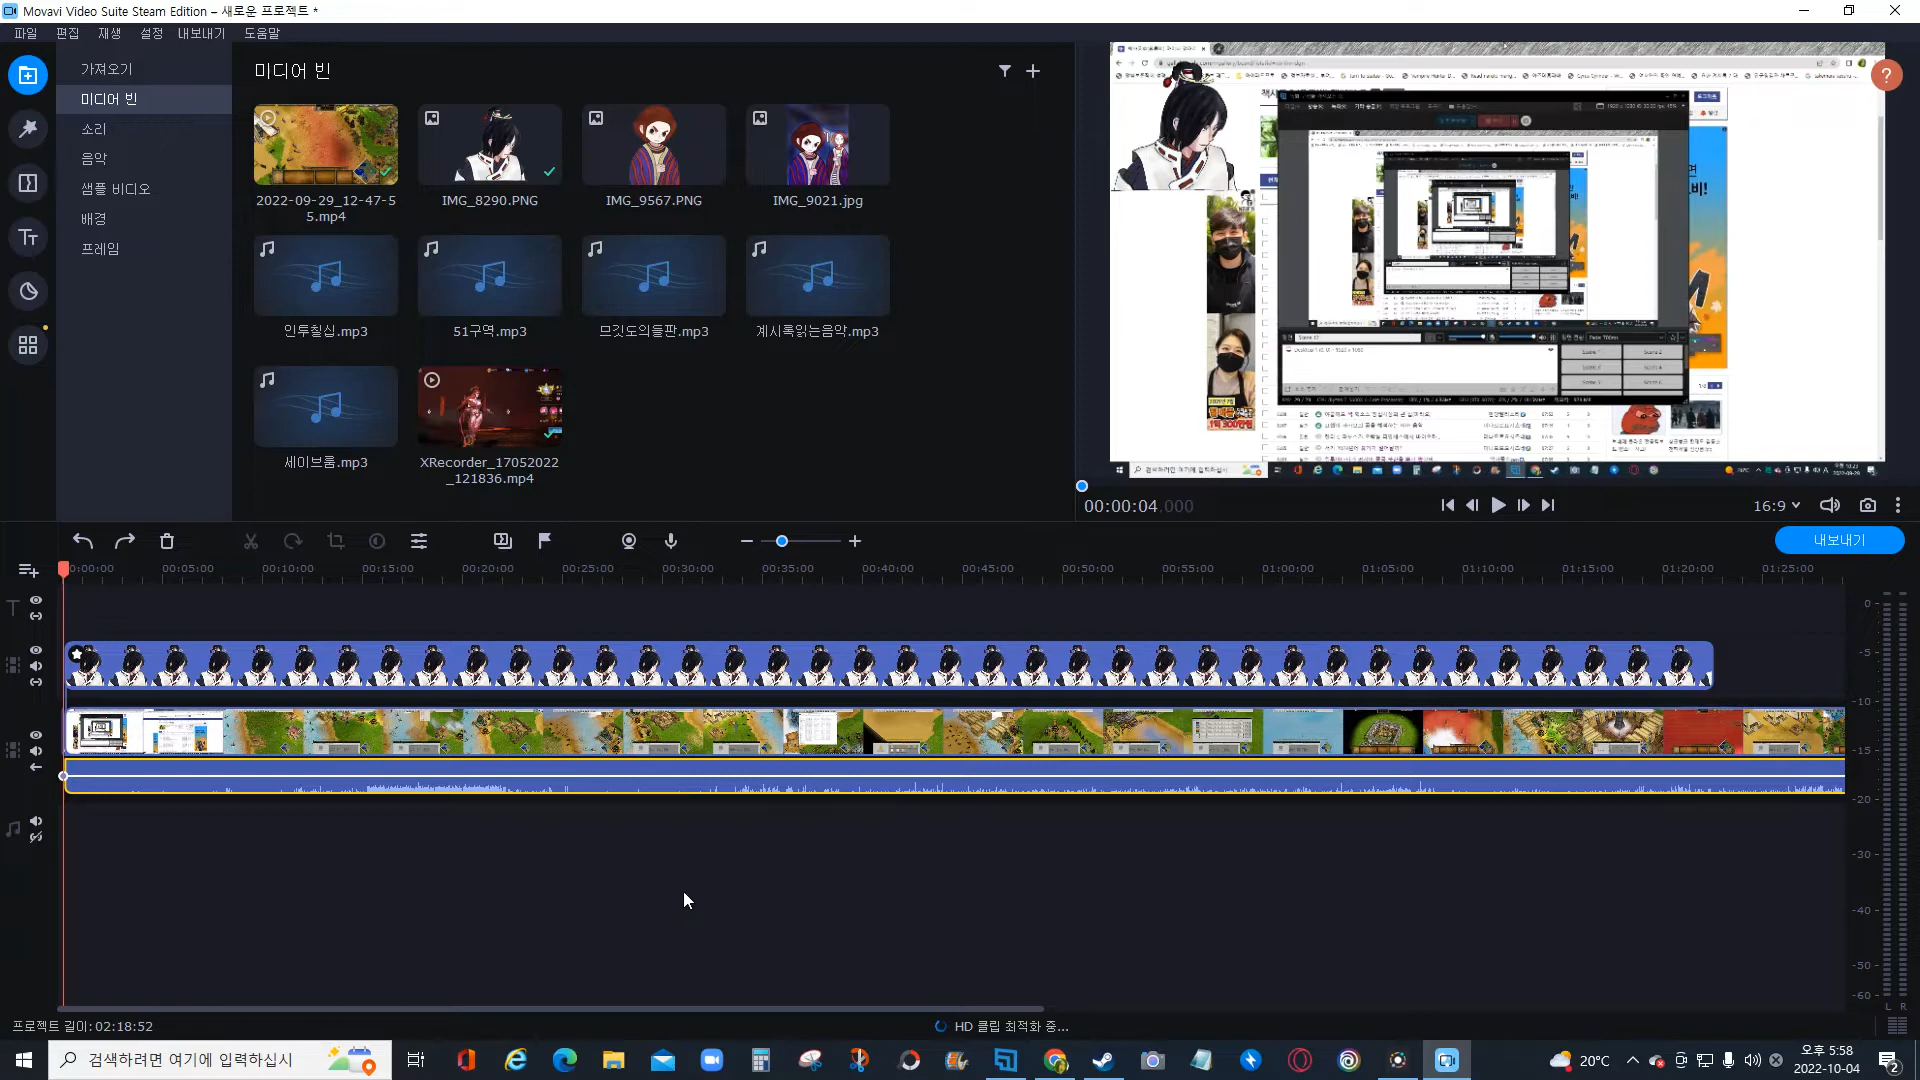 Movavi Video Suite Steam Edition – 새로운 프로젝트 *
파일 편집 재생 설정 내보내기 도움말
가져오기
미디어 빈
소리
음악
샘플 비디오
배경
프레임
미디어 빈
2022-09-29_12-47-5
5.mp4
IMG_8290.PNG
IMG_9567.PNG
IMG_9021.jpg
인투칠십.mp3
51구역.mp3
므깃도의들판.mp3
계시록읽는음악.mp3
세이브룸.mp3
XRecorder_17052022
_121836.mp4
?
00:00:04.000
16:9
내보내기
0:00:00 00:05:00 00:10:00 00:15:00 00:20:00 00:25:00 00:30:00 00:35:00 00:40:00 00:45:00 00:50:00 00:55:00 01:00:00 01:05:00 01:10:00 01:15:00 01:20:00 01:25:00
0
-5
-10
-15
-20
-30
-40
-50
-60
L R
프로젝트 길이: 02:18:52
HD 클립 최적화 중...
검색하려면 여기에 입력하십시
20°C
오후 5:58
2022-10-04
2